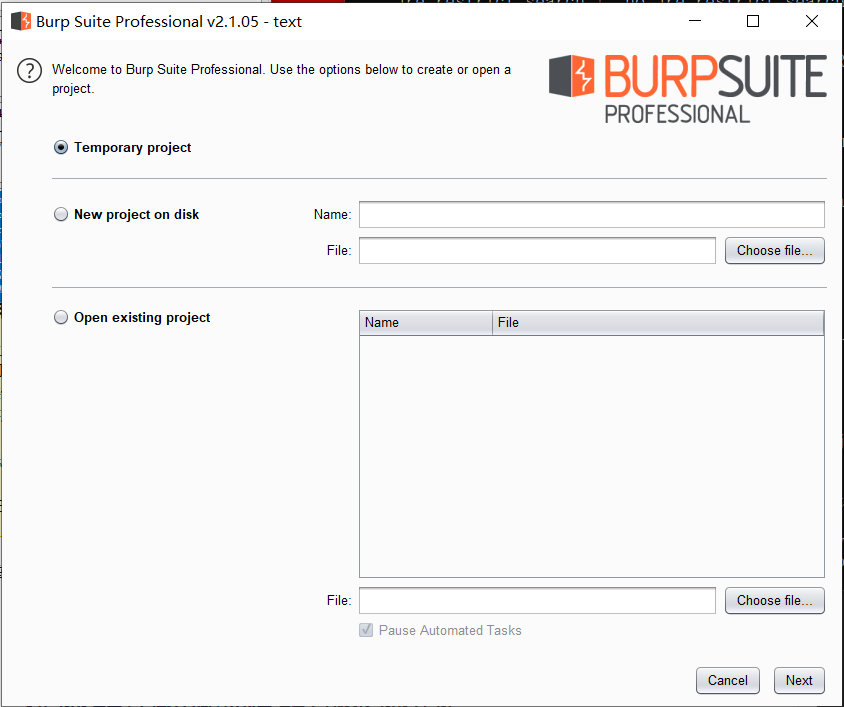 Burp Suite Professional v2.1.05 - text
?
Welcome to Burp Suite Professional. Use the options below to create or open a
project.
BURPSUITE
PROFESSIONAL
Temporary project
New project on disk
Name:
File:
Choose file...
Open existing project
Name
File
File:
Choose file...
Pause Automated Tasks
Cancel
Next